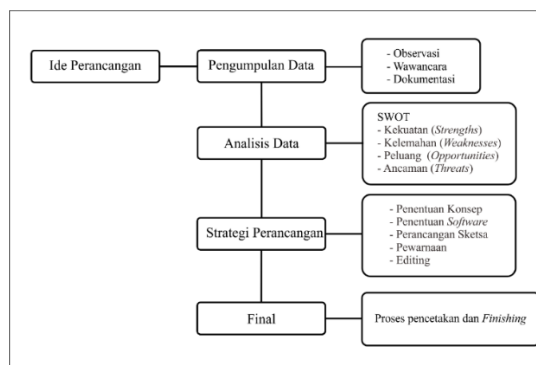 Ide Perancangan
Pengumpulan Data
- Observasi
- Wawancara
- Dokumentasi
Analisis Data
SWOT
- Kekuatan (Strengths)
- Kelemahan (Weaknesses)
- Peluang (Opportunities)
- Ancaman (Threats)
Strategi Perancangan
- Penentuan Konsep
- Penentuan Software
- Perancangan Sketsa
- Pewarnaan
- Editing
Final
Proses pencetakan dan Finishing